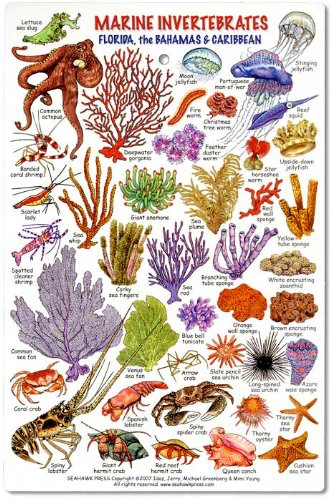 MARINE INVERTEBRATES
FLORIDA, the BAHAMAS & CARIBBEAN
Lettuce
sea slug
Common
octopus
Deepwater
gorgonia
Moon
jellyfish
Portuguese
man-of-war
Stinging
jellyfish
Fire
worm
Christmas
tree worm
Reef
squid
Feather
duster
worm
Star
horseshoe
worm
Upside-down
jellyfish
Banded
coral shrimp
Scarlet
lady
Sea
whip
Giant anemone
Sea
plume
Red
wall
sponge
Yellow
tube sponge
Spotted
cleaner
shrimp
Corky
sea fingers
Sea
rod
Branching
tube sponge
White encrusting
zoanthid
Orange
wall sponge
Brown encrusting
sponge
Blue bell
tunicate
Common
sea fan
Venus
sea fan
Arrow
crab
Slate pencil
sea urchin
Long-spined
sea urchin
Azure
vase
sponge
Coral crab
Spanish
lobster
Spiny
spider crab
Thorny
oyster
Thorny
sea star
Spiny
lobster
Giant
hermit crab
Red reef
hermit crab
Queen conch
Cushion
sea star
SEAHAWK PRESS, Copyright ©2007 Idaz, Jerry, Michael Greenberg & Mimi Young
All rights reserved. www.seahawkpress.com